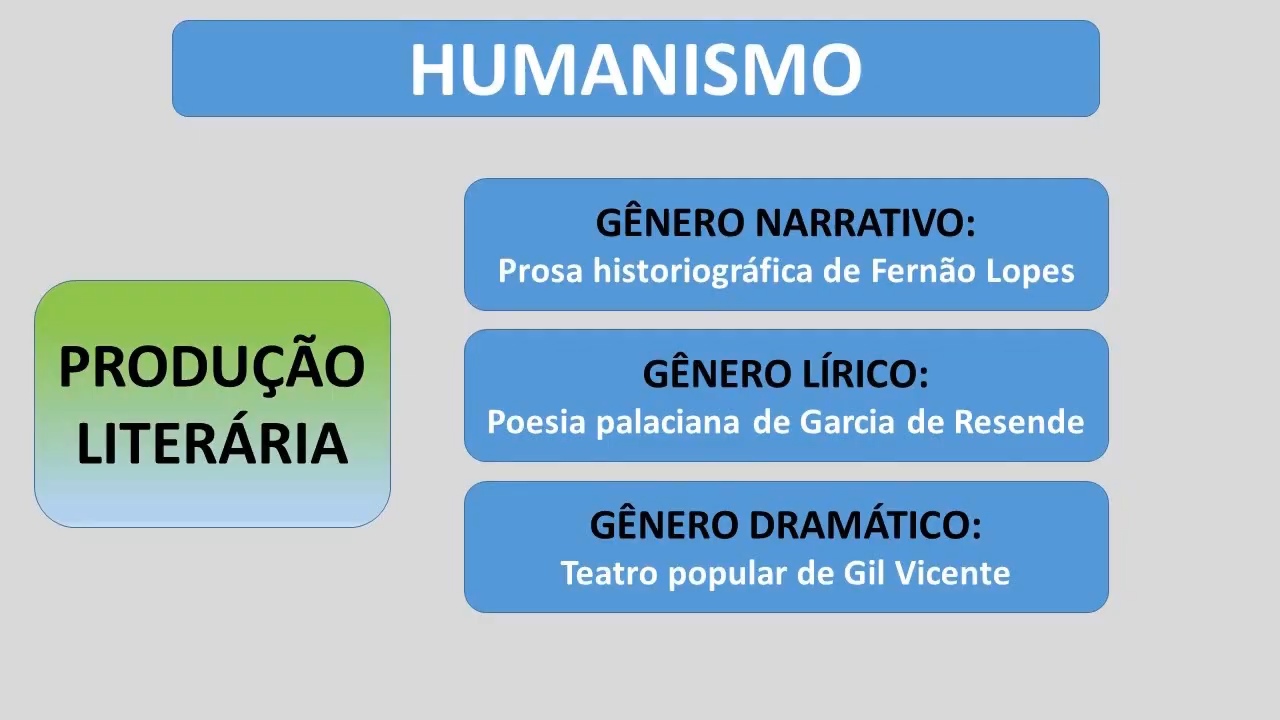 HUMANISMO
PRODUÇÃO
LITERÁRIA
GÊNERO NARRATIVO:
Prosa historiográfica de Fernão Lopes
GÊNERO LÍRICO:
Poesia palaciana de Garcia de Resende
GÊNERO DRAMÁTICO:
Teatro popular de Gil Vicente